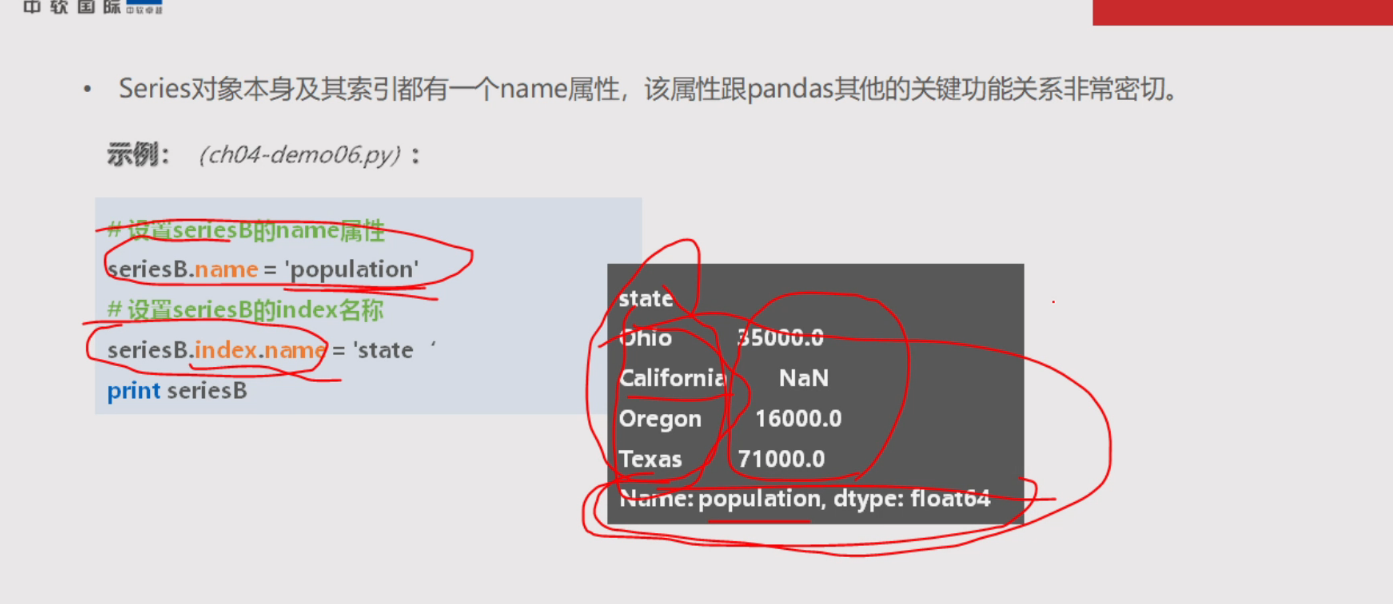 中软国际 中软卓越
• Series对象本身及其索引都有一个name属性，该属性跟pandas其他的关键功能关系非常密切。
示例： （ch04-demo06.py）：
# 设置seriesB的name属性
seriesB.name = 'population'
# 设置seriesB的index名称
seriesB.index.name = 'state ‘
print seriesB
state
Ohio 35000.0
California NaN
Oregon 16000.0
Texas 71000.0
Name: population, dtype: float64